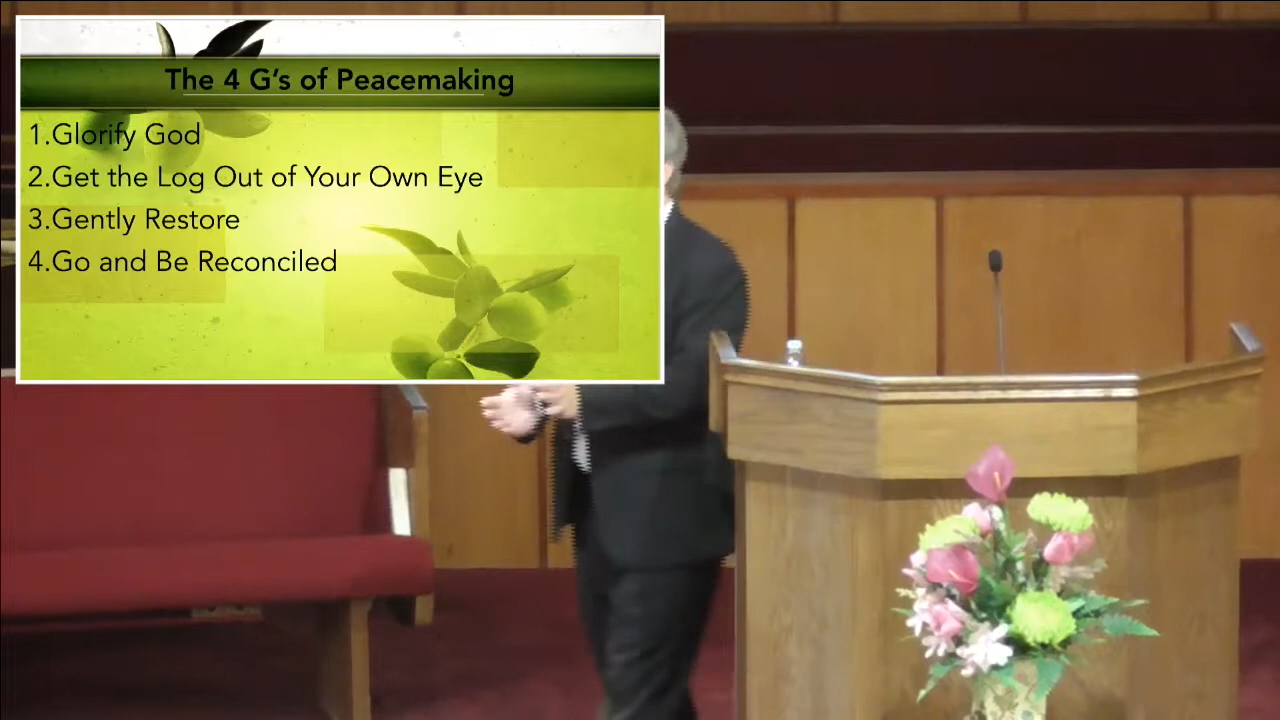 The 4 G's of Peacemaking
1.Glorify God
2.Get the Log Out of Your Own Eye
3.Gently Restore
4.Go and Be Reconciled